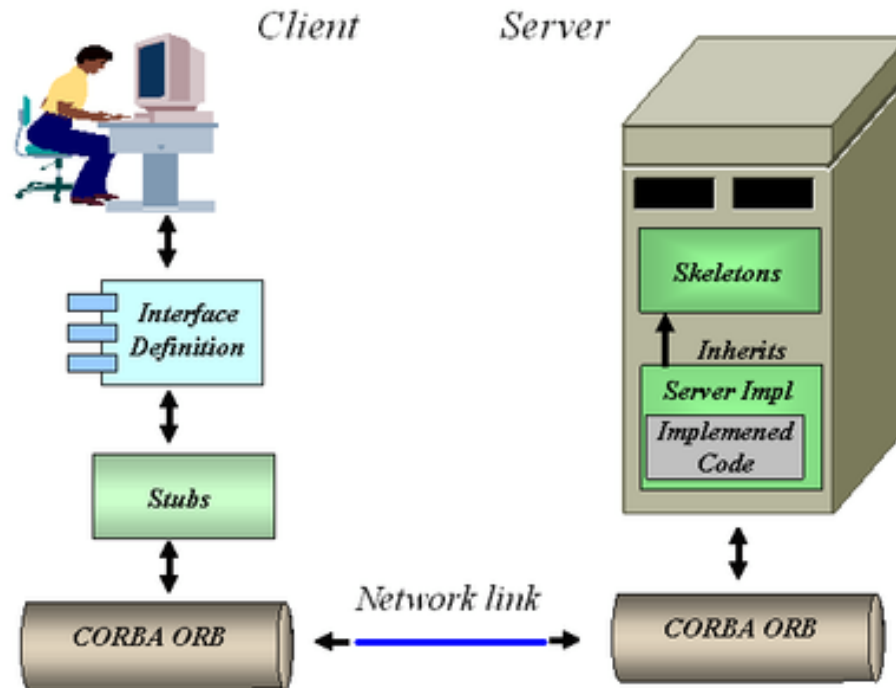 Client
Server
Interface
Definition
Stubs
CORBA ORB
Network link
Skeletons
Inherits
Server Impl
Implemened
Code
CORBA ORB